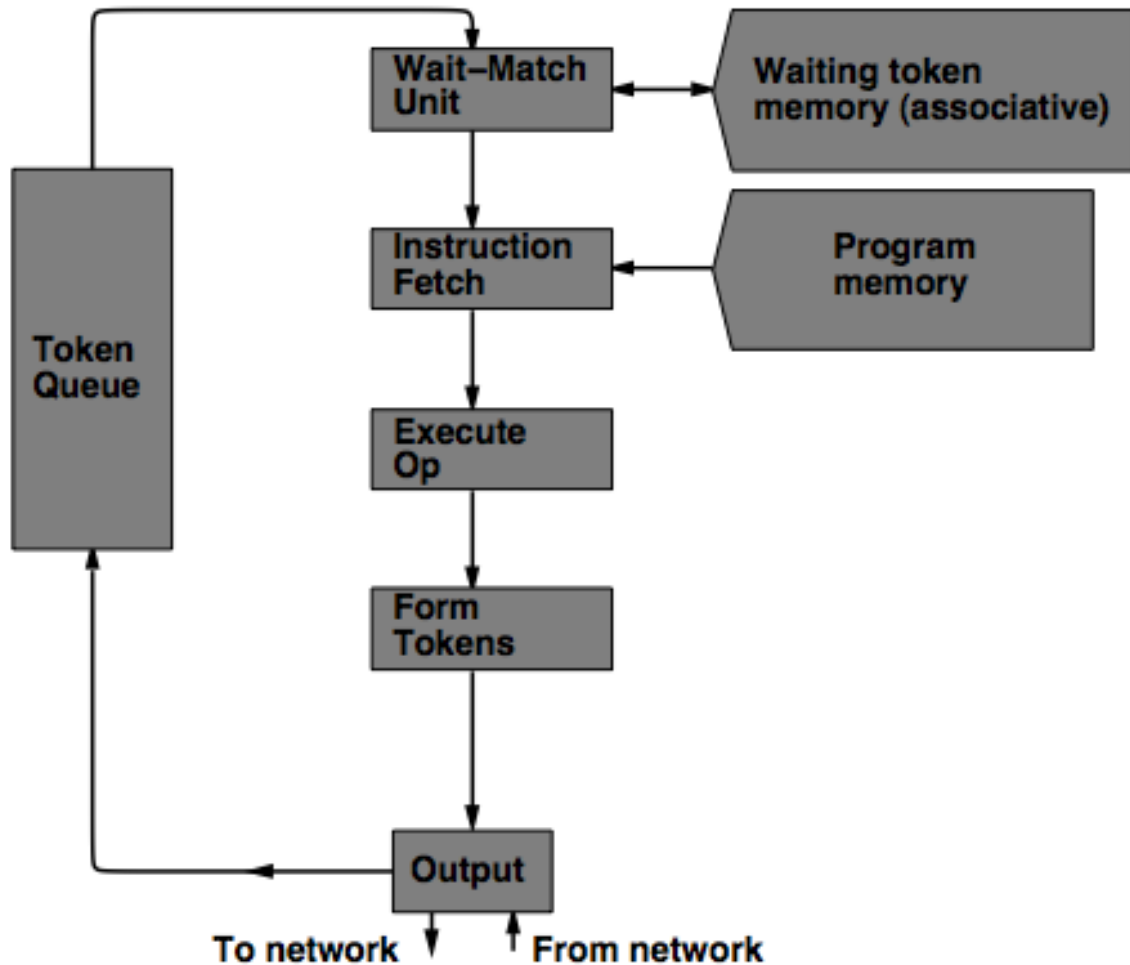 Wait–Match
Unit
Waiting token
memory (associative)
Instruction
Fetch
Program
memory
Token
Queue
Execute
Op
Form
Tokens
Output
To network
From network